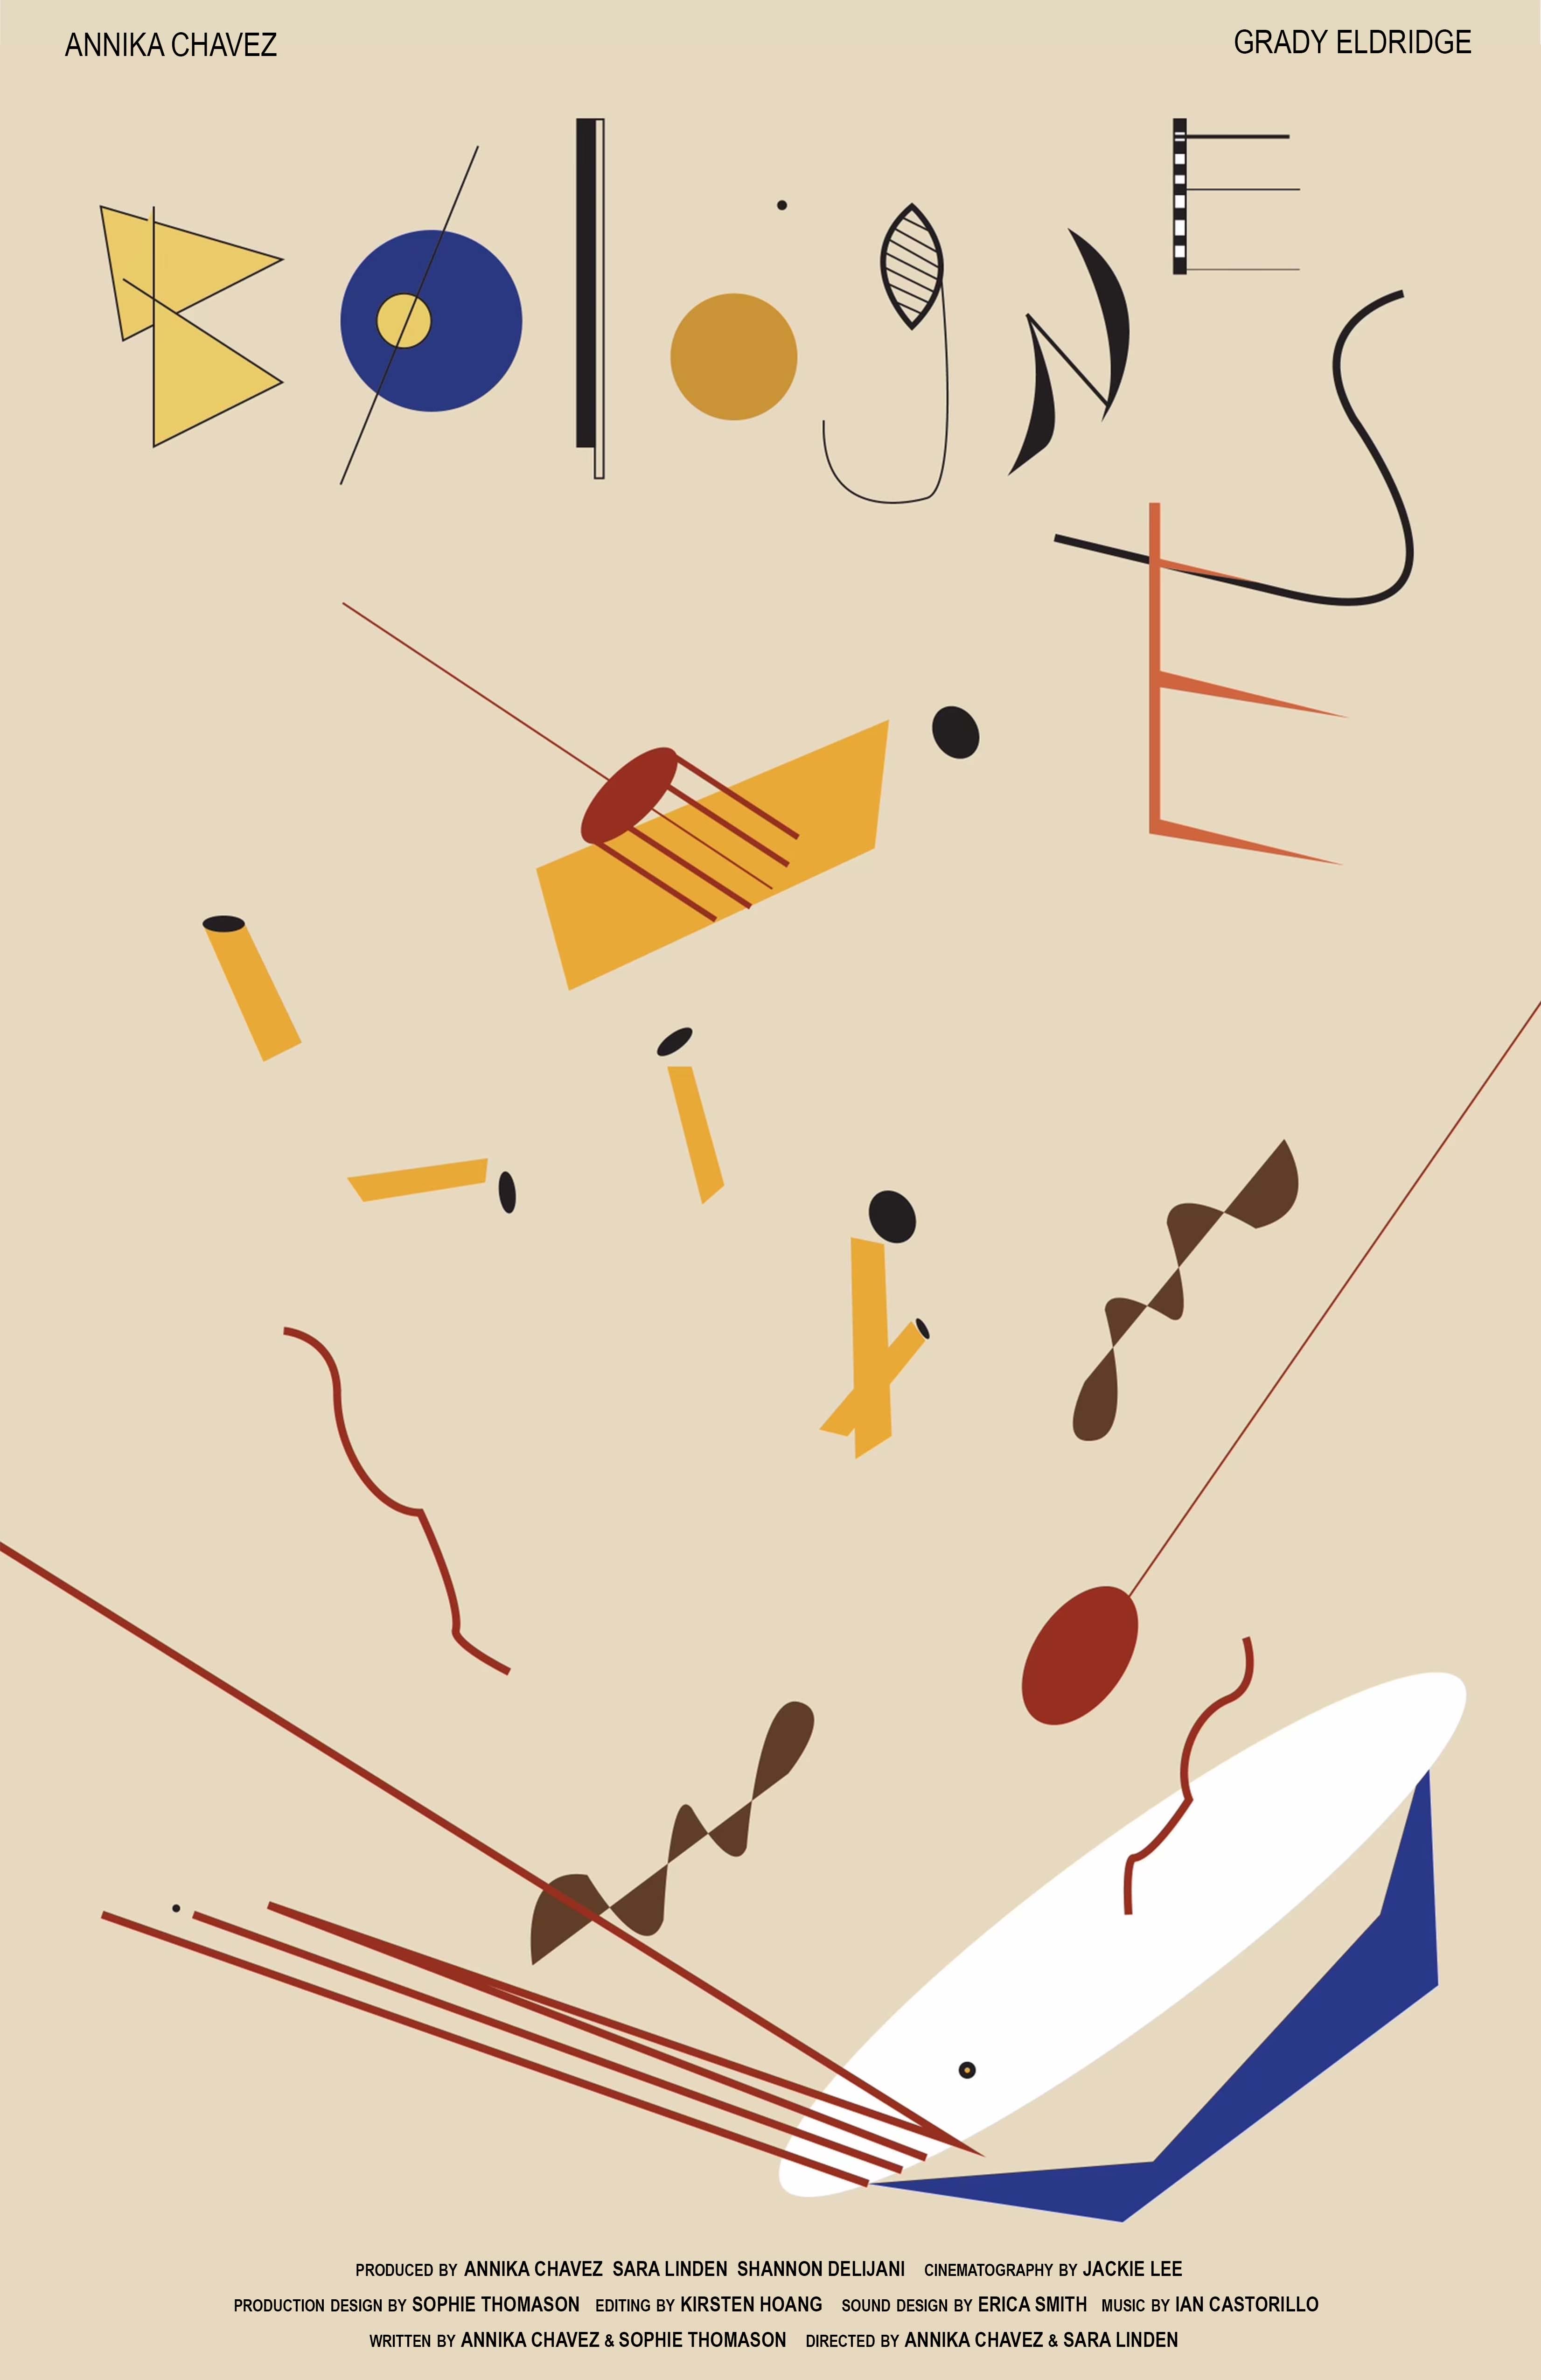 ANNIKA CHAVEZ
GRADY ELDRIDGE
BOLOGNESE
PRODUCED BY ANNIKA CHAVEZ SARA LINDEN SHANNON DELIJANI CINEMATOGRAPHY BY JACKIE LEE
PRODUCTION DESIGN BY SOPHIE THOMASON EDITING BY KIRSTEN HOANG SOUND DESIGN BY ERICA SMITH MUSIC BY IAN CASTORILLO
WRITTEN BY ANNIKA CHAVEZ & SOPHIE THOMASON DIRECTED BY ANNIKA CHAVEZ & SARA LINDEN